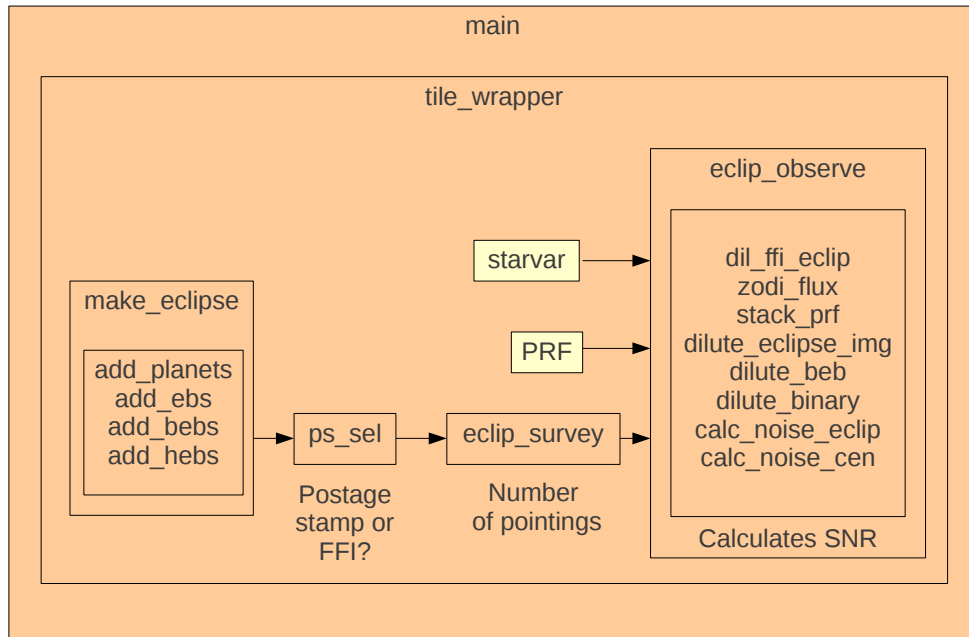 main
tile_wrapper
eclip_observe
starvar
dil_ffi_eclip
zodi_flux
stack_prf
dilute_eclipse_img
dilute_beb
dilute_binary
calc_noise_eclip
calc_noise_cen
make_eclipse
PRF
add_planets
add_ebs
add_bebs
add_hebs
ps_sel
eclip_survey
Postage
stamp or
FFI?
Number
of pointings
Calculates SNR